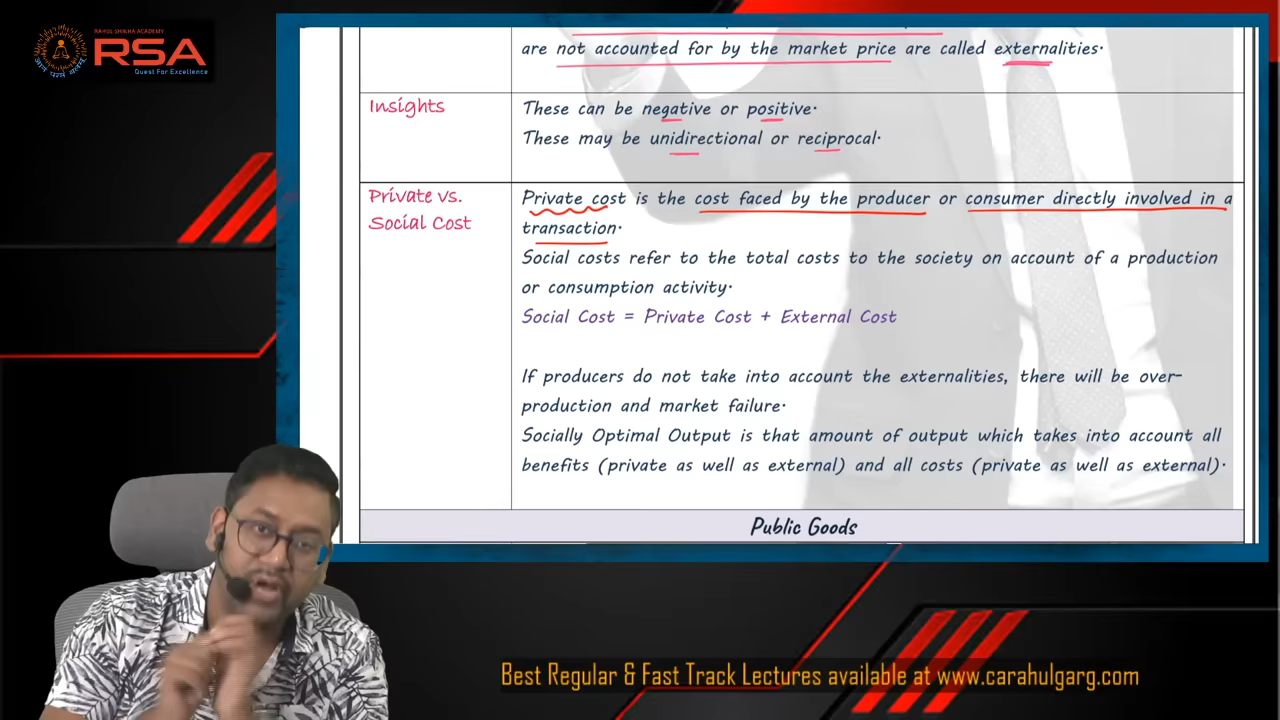 RAHUL SHIKHA ACADEMY
RSA
Quest For Excellence
are not accounted for by the market price are called externalities.
Insights
These can be negative or positive.
These may be unidirectional or reciprocal.
Private vs.
Social Cost
Private cost is the cost faced by the producer or consumer directly involved in a
transaction.
Social costs refer to the total costs to the society on account of a production
or consumption activity.
Social Cost = Private Cost + External Cost
If producers do not take into account the externalities, there will be over-
production and market failure.
Socially Optimal Output is that amount of output which takes into account all
benefits (private as well as external) and all costs (private as well as external).
Public Goods
Best Regular & Fast Track Lectures available at www.carahulgarg.com